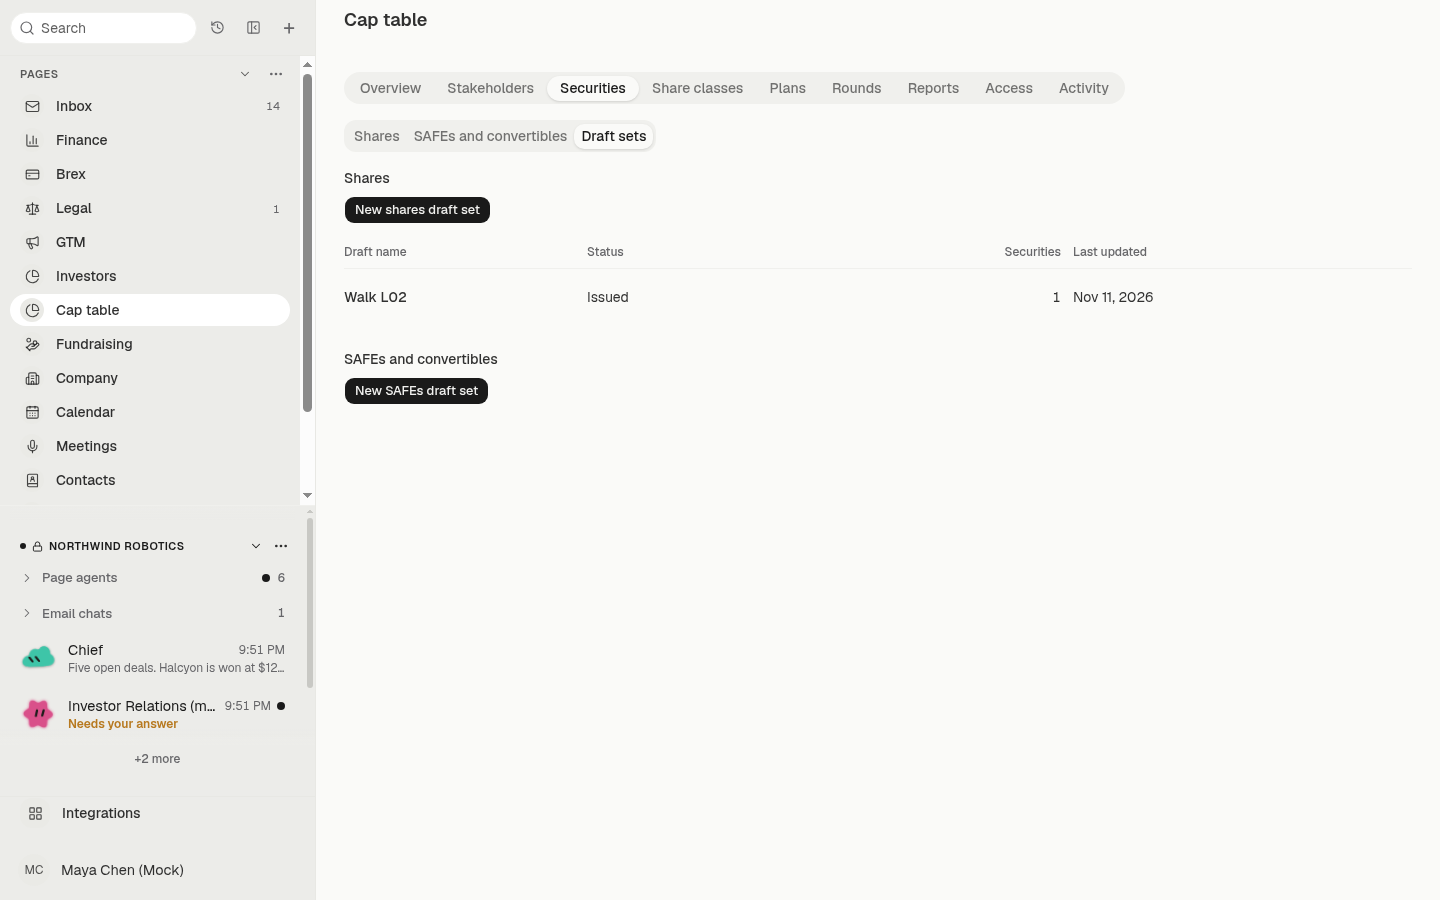 Search
PAGES
Inbox 14
Finance
Brex
Legal 1
GTM
Investors
Cap table
Fundraising
Company
Calendar
Meetings
Contacts
NORTHWIND ROBOTICS
Page agents 6
Email chats 1
Chief 9:51 PM
Five open deals. Halcyon is won at $12...
Investor Relations (m... 9:51 PM
Needs your answer
+2 more
Integrations
MC Maya Chen (Mock)
Cap table
Overview Stakeholders Securities Share classes Plans Rounds Reports Access Activity
Shares SAFEs and convertibles Draft sets
Shares
New shares draft set
Draft name Status Securities Last updated
Walk L02 Issued 1 Nov 11, 2026
SAFEs and convertibles
New SAFEs draft set